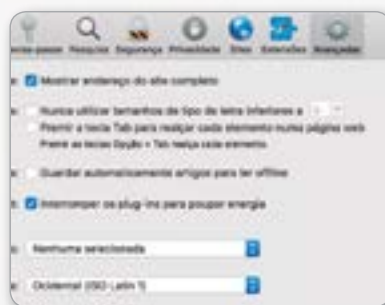 Pesquisa Segurança Privacidade Sites Extensões Avançadas
Mostrar endereço do site completo
Nunca utilizar tamanhos de tipo de letra inferiores a
Premir a tecla Tab para realçar cada elemento numa página web
Premir as teclas Opção + Tab realça cada elemento.
Guardar automaticamente artigos para ler offline
Interromper os plug-ins para poupar energia
Nenhuma selecionada
Ocidental (ISO Latin 1)